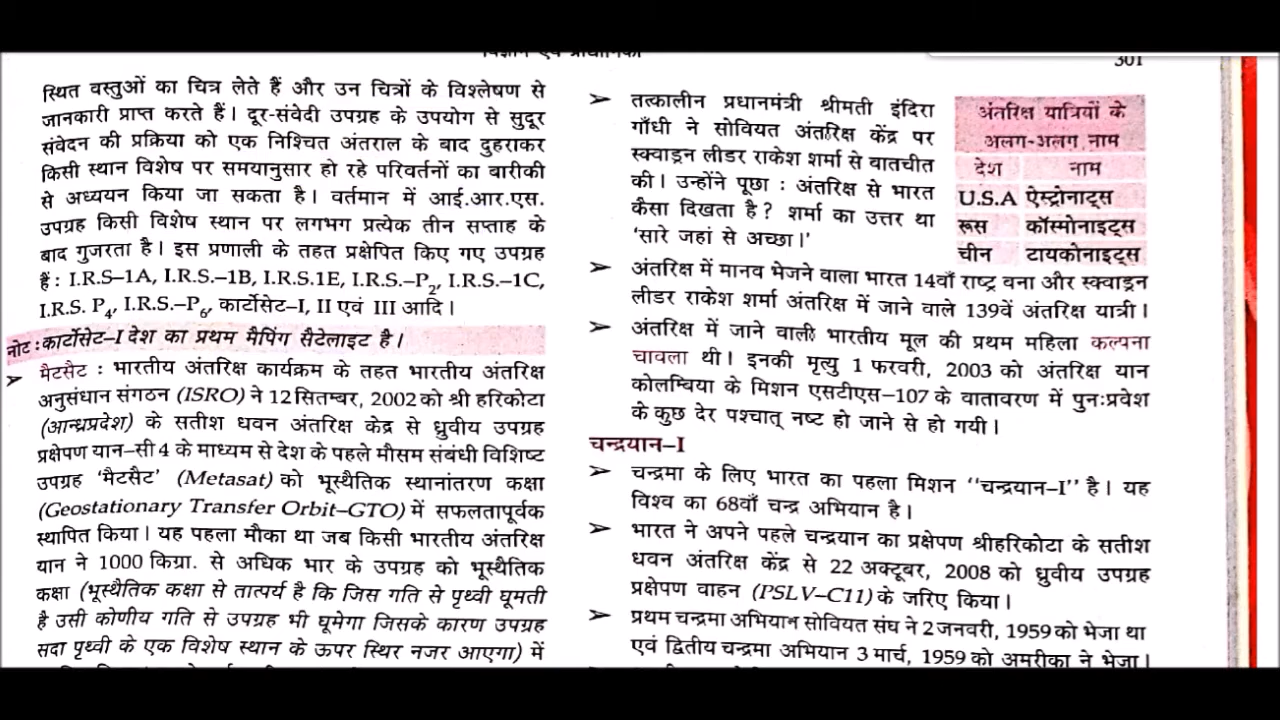 विज्ञान एवं प्रौद्योगिकी
301
स्थित वस्तुओं का चित्र लेते हैं और उन चित्रों के विश्लेषण से
जानकारी प्राप्त करते हैं। दूर-संवेदी उपग्रह के उपयोग से सुदूर
संवेदन की प्रक्रिया को एक निश्चित अंतराल के बाद दुहराकर
किसी स्थान विशेष पर समयानुसार हो रहे परिवर्तनों का बारीकी
से अध्ययन किया जा सकता है। वर्तमान में आई.आर.एस.
उपग्रह किसी विशेष स्थान पर लगभग प्रत्येक तीन सप्ताह के
बाद गुजरता है। इस प्रणाली के तहत प्रक्षेपित किए गए उपग्रह
हैं : I.R.S–1A, I.R.S.–1B, I.R.S.1E, I.R.S.–P₂, I.R.S.–1C,
I.R.S. P₄, I.R.S.–P₆, कार्टोसेट–I, II एवं III आदि।
नोट : कार्टोसेट–I देश का प्रथम मैपिंग सैटेलाइट है।
➢ मैटसैट : भारतीय अंतरिक्ष कार्यक्रम के तहत भारतीय अंतरिक्ष
अनुसंधान संगठन (ISRO) ने 12 सितम्बर, 2002 को श्री हरिकोटा
(आन्ध्रप्रदेश) के सतीश धवन अंतरिक्ष केंद्र से ध्रुवीय उपग्रह
प्रक्षेपण यान–सी 4 के माध्यम से देश के पहले मौसम संबंधी विशिष्ट
उपग्रह 'मैटसैट' (Metasat) को भूस्थैतिक स्थानांतरण कक्षा
(Geostationary Transfer Orbit–GTO) में सफलतापूर्वक
स्थापित किया। यह पहला मौका था जब किसी भारतीय अंतरिक्ष
यान ने 1000 किग्रा. से अधिक भार के उपग्रह को भूस्थैतिक
कक्षा (भूस्थैतिक कक्षा से तात्पर्य है कि जिस गति से पृथ्वी घूमती
है उसी कोणीय गति से उपग्रह भी घूमेगा जिसके कारण उपग्रह
सदा पृथ्वी के एक विशेष स्थान के ऊपर स्थिर नजर आएगा) में
➢ तत्कालीन प्रधानमंत्री श्रीमती इंदिरा
गाँधी ने सोवियत अंतरिक्ष केंद्र पर
स्क्वाड्रन लीडर राकेश शर्मा से बातचीत
की। उन्होंने पूछा : अंतरिक्ष से भारत
कैसा दिखता है? शर्मा का उत्तर था
'सारे जहां से अच्छा।'
अंतरिक्ष यात्रियों के
अलग-अलग नाम
देश नाम
U.S.A ऐस्ट्रोनाट्स
रूस कॉस्मोनाइट्स
चीन टायकोनाइट्स
➢ अंतरिक्ष में मानव भेजने वाला भारत 14वाँ राष्ट्र बना और स्क्वाड्रन
लीडर राकेश शर्मा अंतरिक्ष में जाने वाले 139वें अंतरिक्ष यात्री।
➢ अंतरिक्ष में जाने वाली भारतीय मूल की प्रथम महिला कल्पना
चावला थी। इनकी मृत्यु 1 फरवरी, 2003 को अंतरिक्ष यान
कोलम्बिया के मिशन एसटीएस–107 के वातावरण में पुनःप्रवेश
के कुछ देर पश्चात् नष्ट हो जाने से हो गयी।
चन्द्रयान–I
➢ चन्द्रमा के लिए भारत का पहला मिशन "चन्द्रयान–I" है। यह
विश्व का 68वाँ चन्द्र अभियान है।
➢ भारत ने अपने पहले चन्द्रयान का प्रक्षेपण श्रीहरिकोटा के सतीश
धवन अंतरिक्ष केंद्र से 22 अक्टूबर, 2008 को ध्रुवीय उपग्रह
प्रक्षेपण वाहन (PSLV–C11) के जरिए किया।
➢ प्रथम चन्द्रमा अभियान सोवियत संघ ने 2 जनवरी, 1959 को भेजा था
एवं द्वितीय चन्द्रमा अभियान 3 मार्च, 1959 को अमरीका ने भेजा।